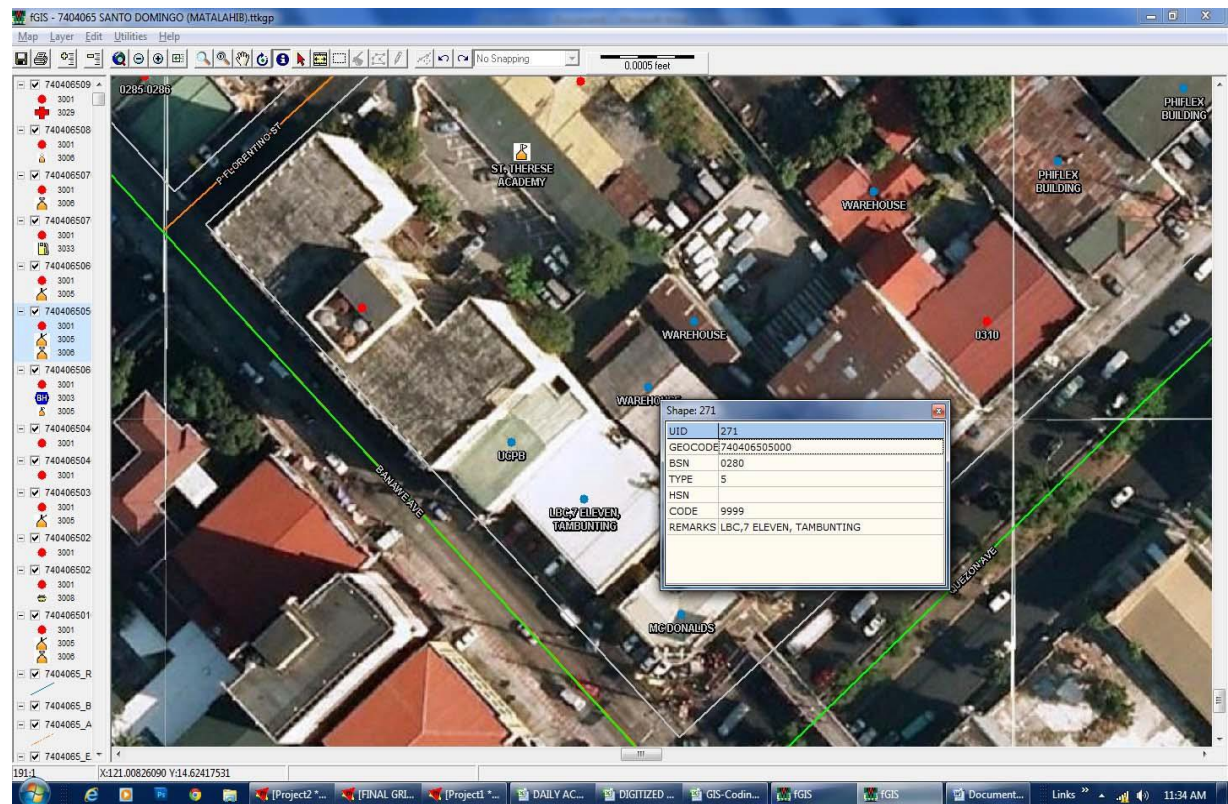 fGIS - 7404065 SANTO DOMINGO (MATALAHIB).ttkgp
Map Layer Edit Utilities Help
No Snapping
0.0005 feet
740406509
3001
3029
740406508
3001
3006
740406507
3001
3006
740406507
3001
3033
740406506
3001
3005
740406505
3001
3005
3006
740406506
3001
BH 3003
3005
740406504
3001
740406504
3001
740406503
3001
3005
740406502
3001
740406502
3001
3008
740406501
3001
3005
3006
7404065_R
7404065_B
7404065_A
7404065_E
0285-0286
P-FLORENTINO-ST
ST. THERESE
ACADEMY
PHIFLEX
BUILDING
PHIFLEX
BUILDING
WAREHOUSE
WAREHOUSE
0310
UCPB
BANAWE AVE
LBC,7 ELEVEN,
TAMBUNTING
MC DONALDS
QUEZON AVE
Shape: 271
UID 271
GEOCODE 740406505000
BSN 0280
TYPE 5
HSN
CODE 9999
REMARKS LBC,7 ELEVEN, TAMBUNTING
191:1 X:121.00826090 Y:14.62417531
[Project2 *... [FINAL GRI... [Project1 *... DAILY AC... DIGITIZED ... GIS-Codin... fGIS fGIS Document... Links » 11:34 AM